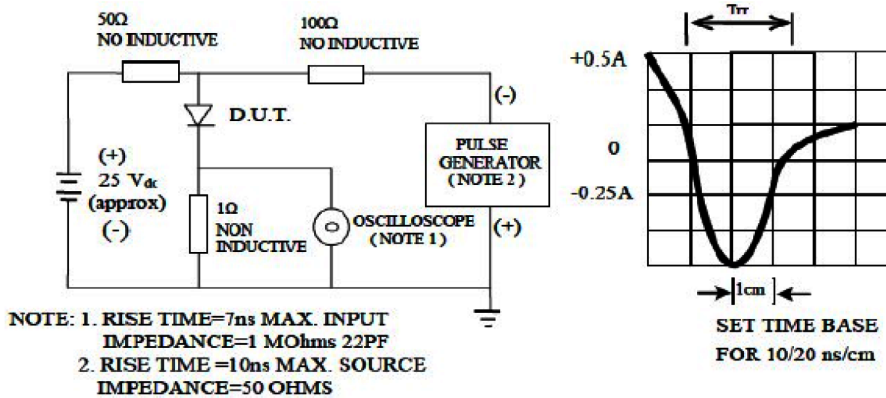 50Ω
NO INDUCTIVE
100Ω
NO INDUCTIVE
D.U.T.
(+)
25 Vdc
(approx)
(-)
1Ω
NON
INDUCTIVE
OSCILLOSCOPE
(NOTE 1)
(-)
PULSE
GENERATOR
(NOTE 2)
(+)
Trr
+0.5A
0
-0.25A
1cm
SET TIME BASE
FOR 10/20 ns/cm
NOTE: 1. RISE TIME=7ns MAX. INPUT
IMPEDANCE=1 MOhms 22PF
2. RISE TIME =10ns MAX. SOURCE
IMPEDANCE=50 OHMS